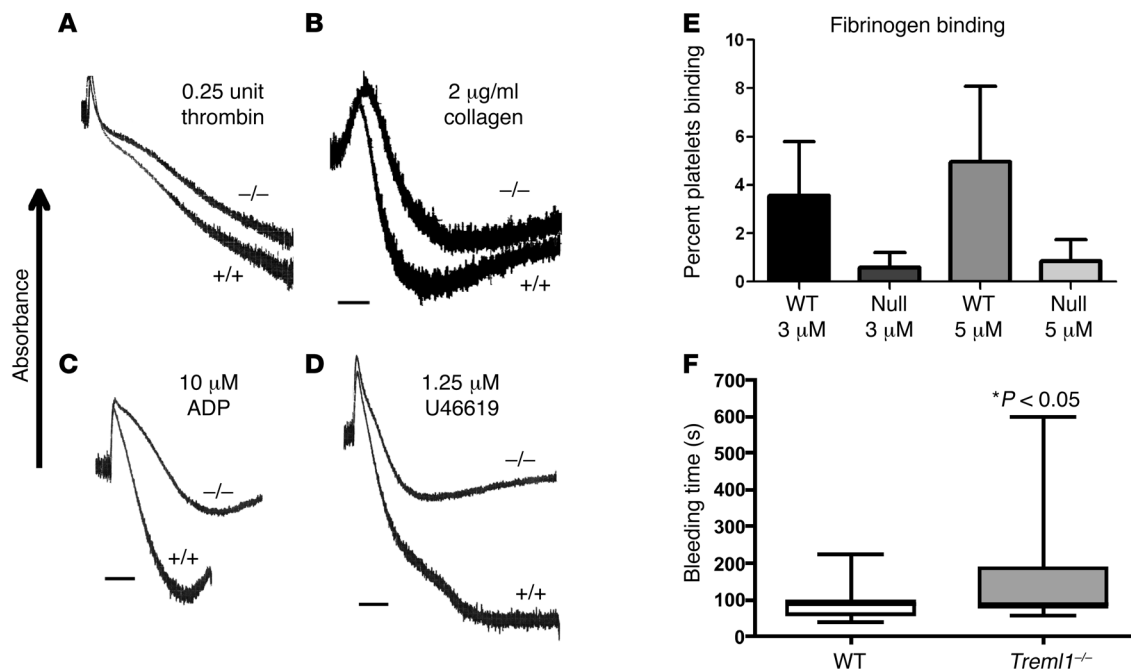 A
0.25 unit
thrombin
–/–
+/+
B
2 μg/ml
collagen
–/–
+/+
Absorbance
C
10 μM
ADP
–/–
+/+
D
1.25 μM
U46619
–/–
+/+
E
Fibrinogen binding
Percent platelets binding
10
8
6
4
2
0
WT
3 μM
Null
3 μM
WT
5 μM
Null
5 μM
F
Bleeding time (s)
700
600
500
400
300
200
100
0
*P < 0.05
WT
Treml1–/–